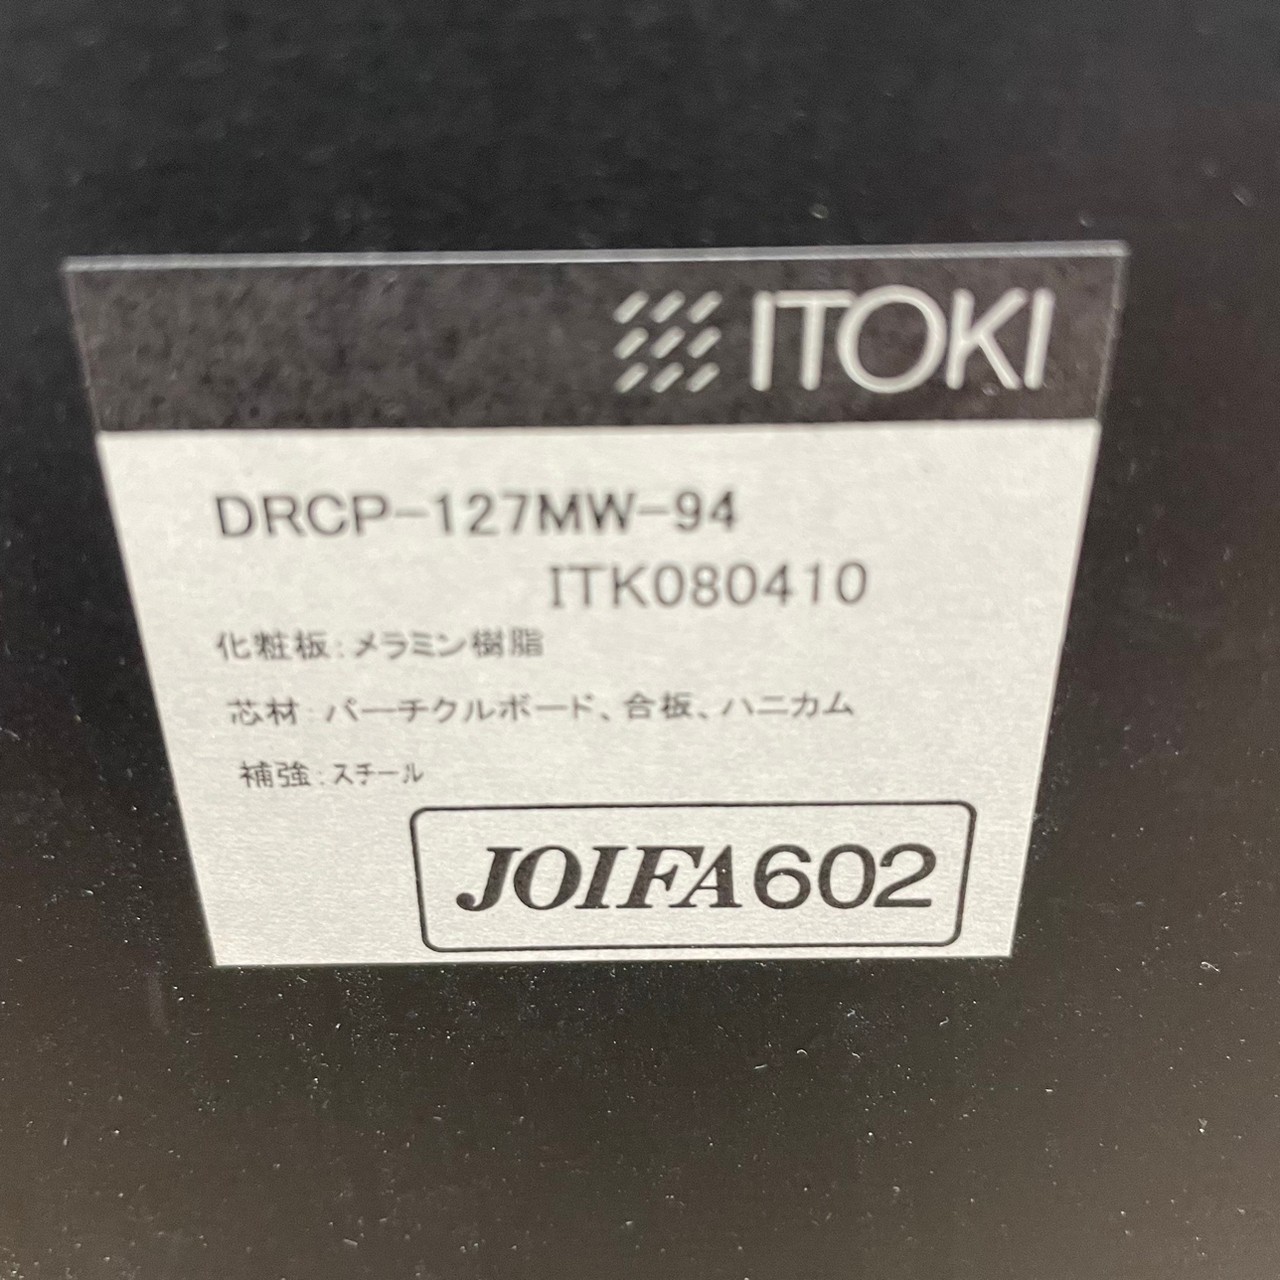 ITOKI
DRCP-127MW-94
ITK080410
化粧板:メラミン樹脂
芯材:パーチクルボード、合板、ハニカム
補強:スチール
JOIFA602